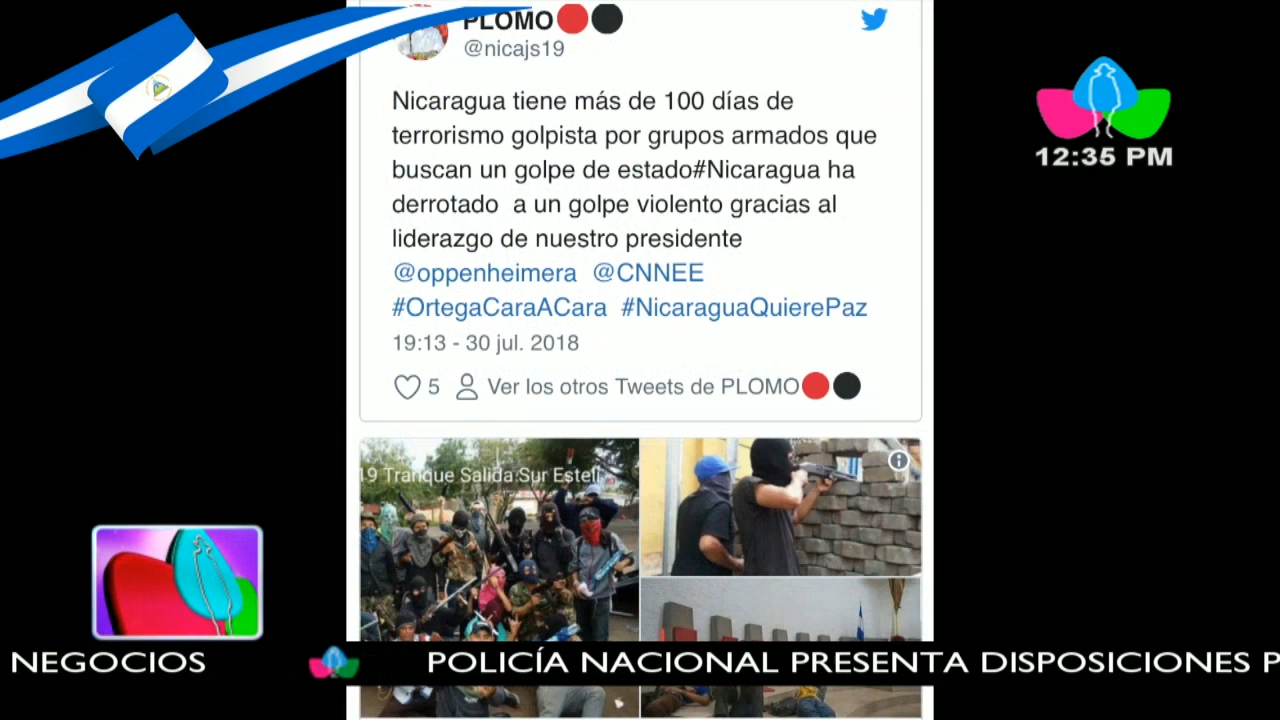 PLOMO
@nicajs19
12:35 PM
Nicaragua tiene más de 100 días de
terrorismo golpista por grupos armados que
buscan un golpe de estado#Nicaragua ha
derrotado a un golpe violento gracias al
liderazgo de nuestro presidente
@oppenheimera @CNNEE
#OrtegaCaraACara #NicaraguaQuierePaz
19:13 - 30 jul. 2018
5 Ver los otros Tweets de PLOMO
19 Tranque Salida Sur Esteli
NEGOCIOS POLICÍA NACIONAL PRESENTA DISPOSICIONES P